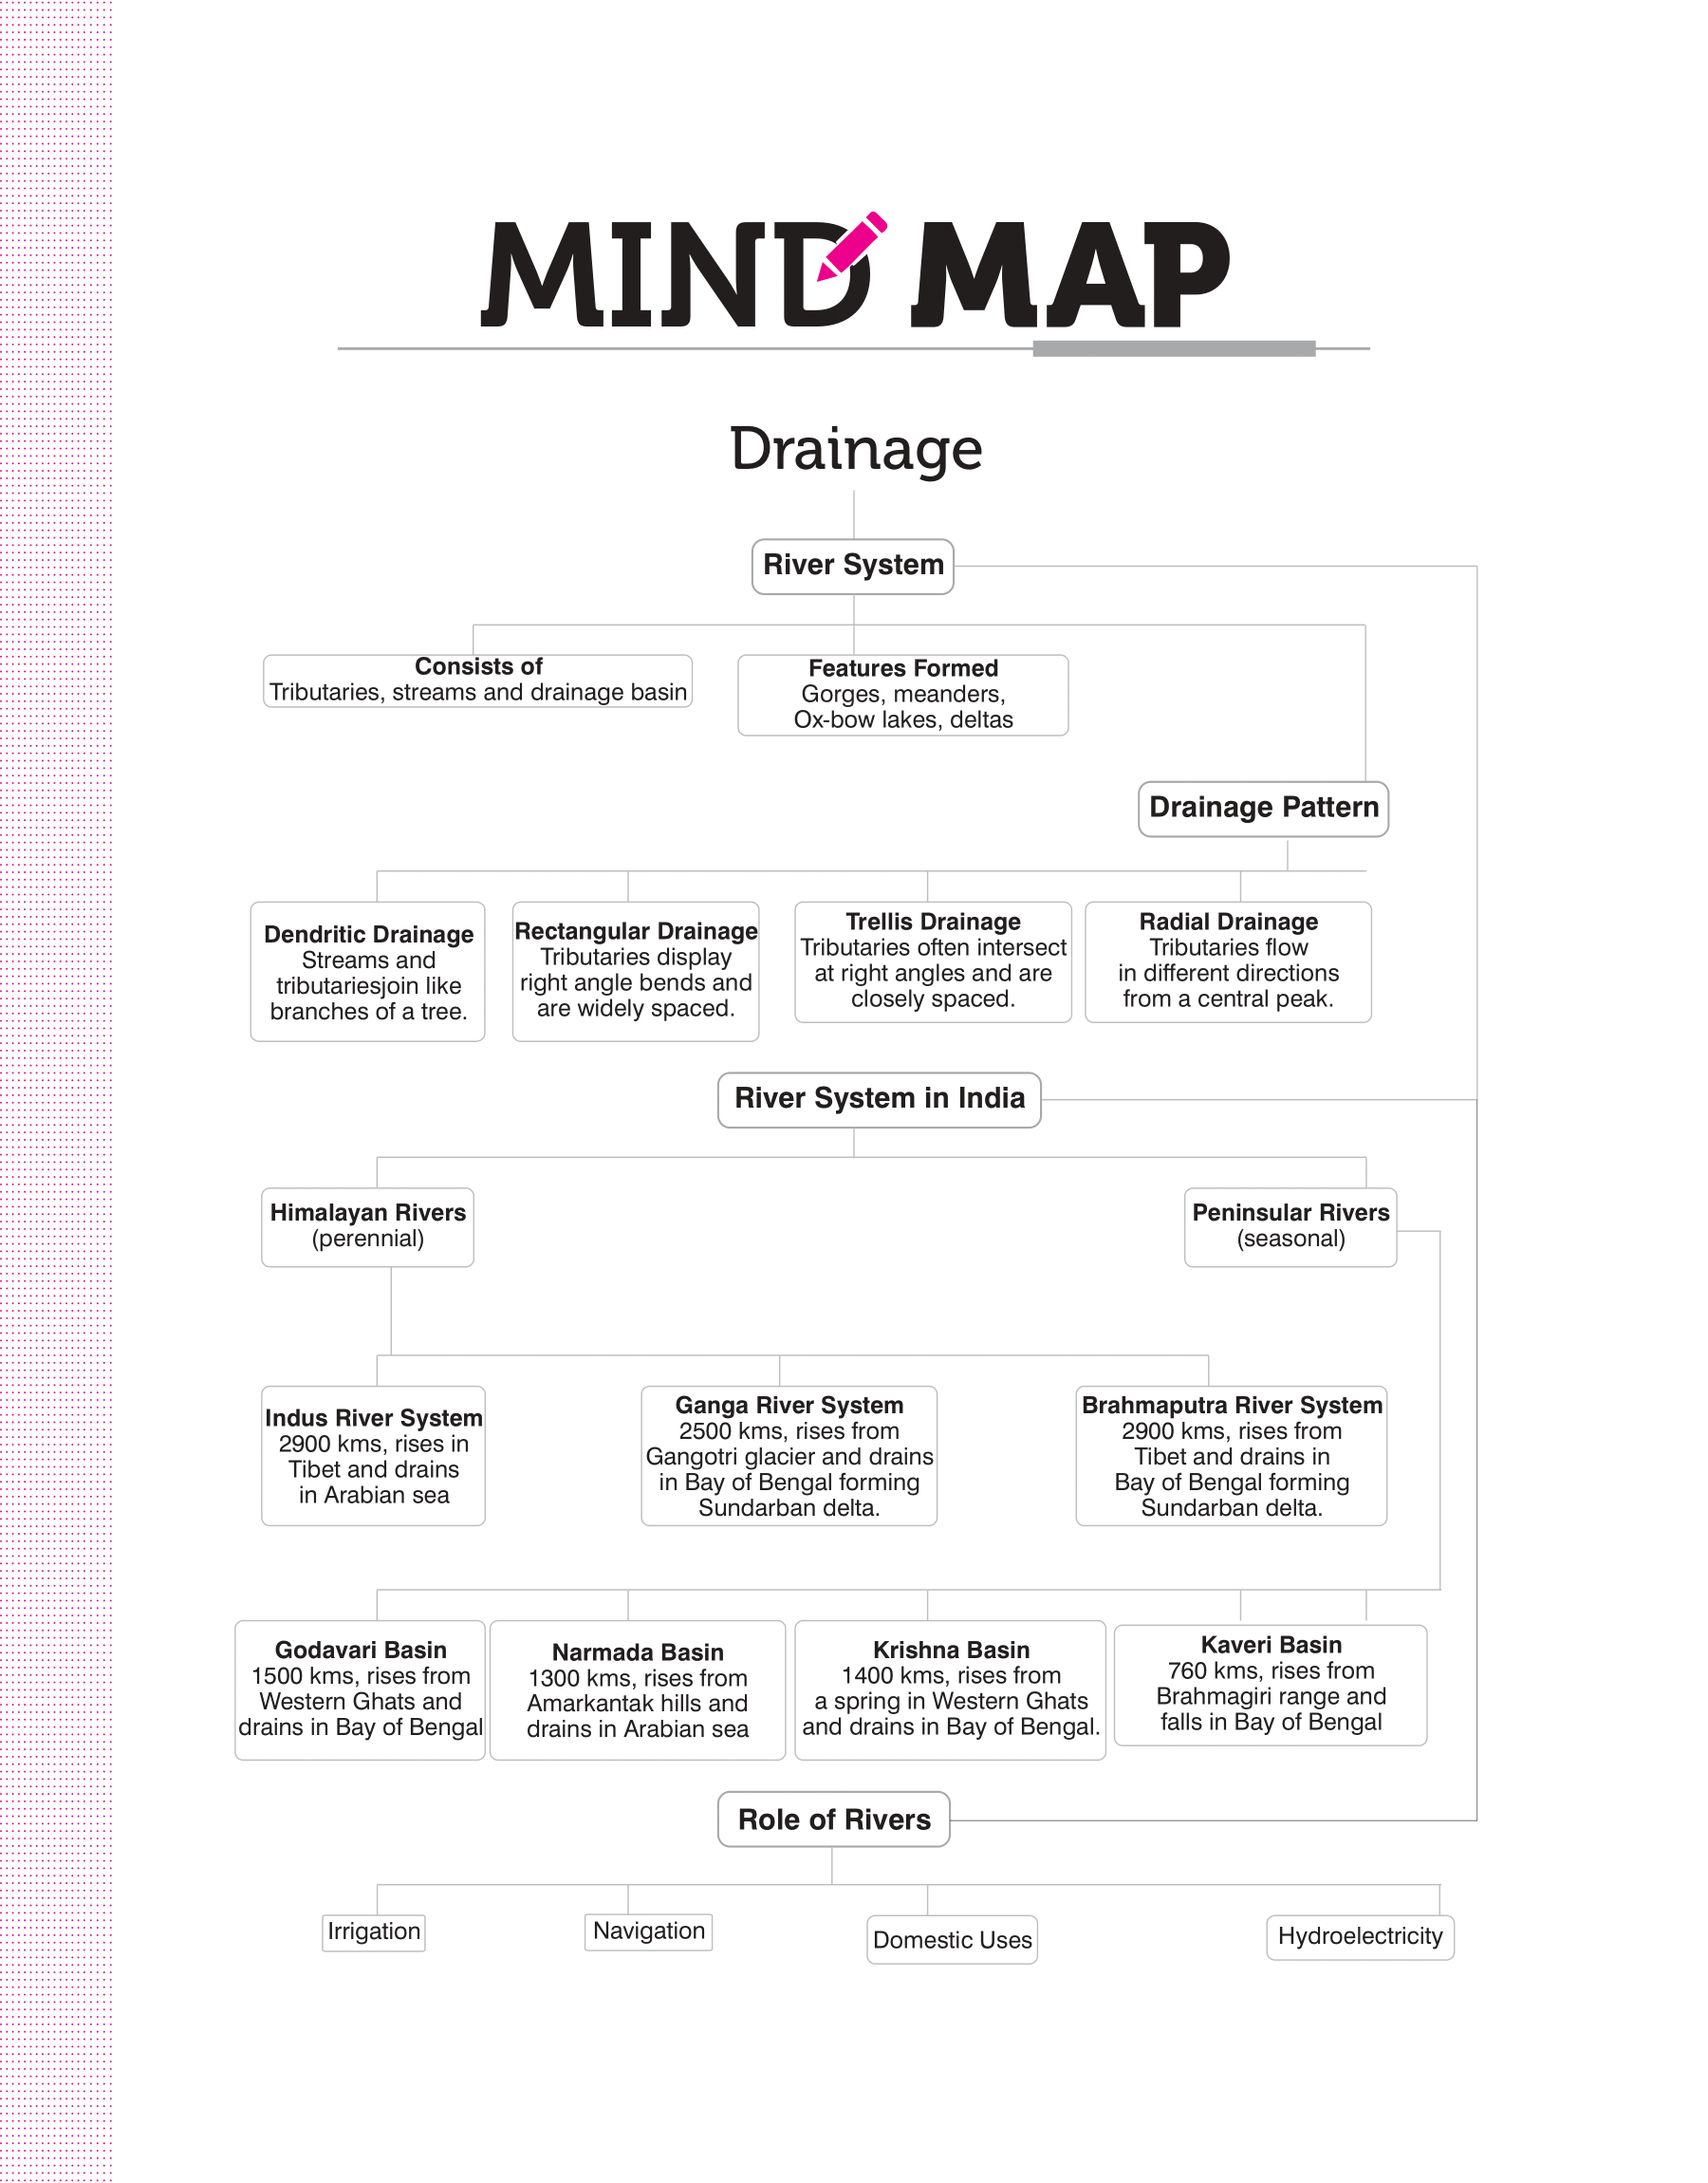 MIND MAP
Drainage
River System
Consists of
Tributaries, streams and drainage basin
Features Formed
Gorges, meanders,
Ox-bow lakes, deltas
Drainage Pattern
Dendritic Drainage
Streams and
tributariesjoin like
branches of a tree.
Rectangular Drainage
Tributaries display
right angle bends and
are widely spaced.
Trellis Drainage
Tributaries often intersect
at right angles and are
closely spaced.
Radial Drainage
Tributaries flow
in different directions
from a central peak.
River System in India
Himalayan Rivers
(perennial)
Peninsular Rivers
(seasonal)
Indus River System
2900 kms, rises in
Tibet and drains
in Arabian sea
Ganga River System
2500 kms, rises from
Gangotri glacier and drains
in Bay of Bengal forming
Sundarban delta.
Brahmaputra River System
2900 kms, rises from
Tibet and drains in
Bay of Bengal forming
Sundarban delta.
Godavari Basin
1500 kms, rises from
Western Ghats and
drains in Bay of Bengal
Narmada Basin
1300 kms, rises from
Amarkantak hills and
drains in Arabian sea
Krishna Basin
1400 kms, rises from
a spring in Western Ghats
and drains in Bay of Bengal.
Kaveri Basin
760 kms, rises from
Brahmagiri range and
falls in Bay of Bengal
Role of Rivers
Irrigation
Navigation
Domestic Uses
Hydroelectricity